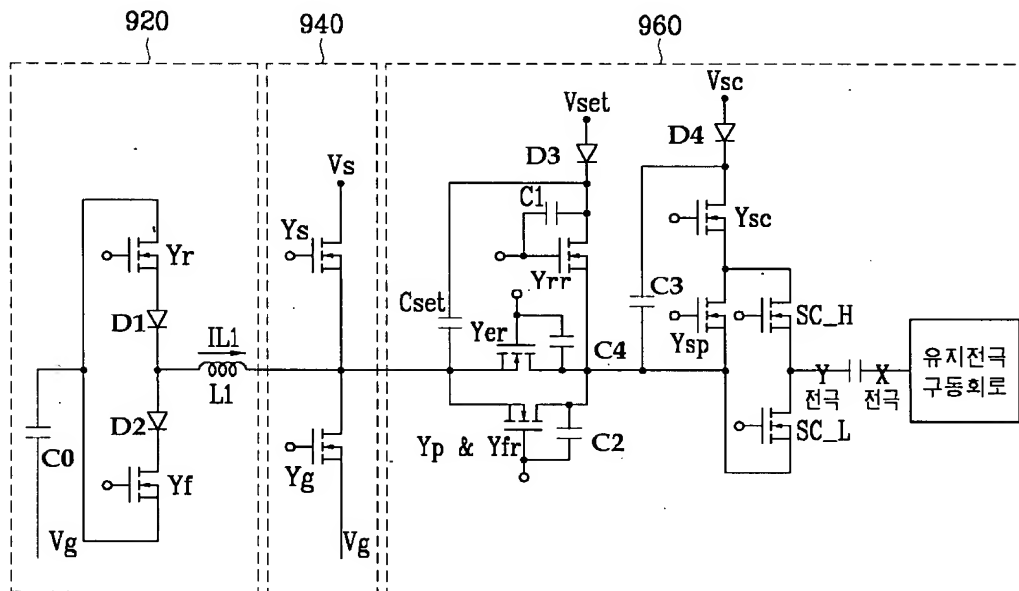 920
940
960
Vsc
Vset
D4
D3
Vs
C1
Ysc
Ys
Yr
Yrr
C3
Cset
SC_H
D1
IL1
Yer
Ysp
C4
유지전극
구동회로
L1
Y
X
전극
전극
D2
C0
Yf
Yg
Yp & Yfr
C2
SC_L
Vg
Vg